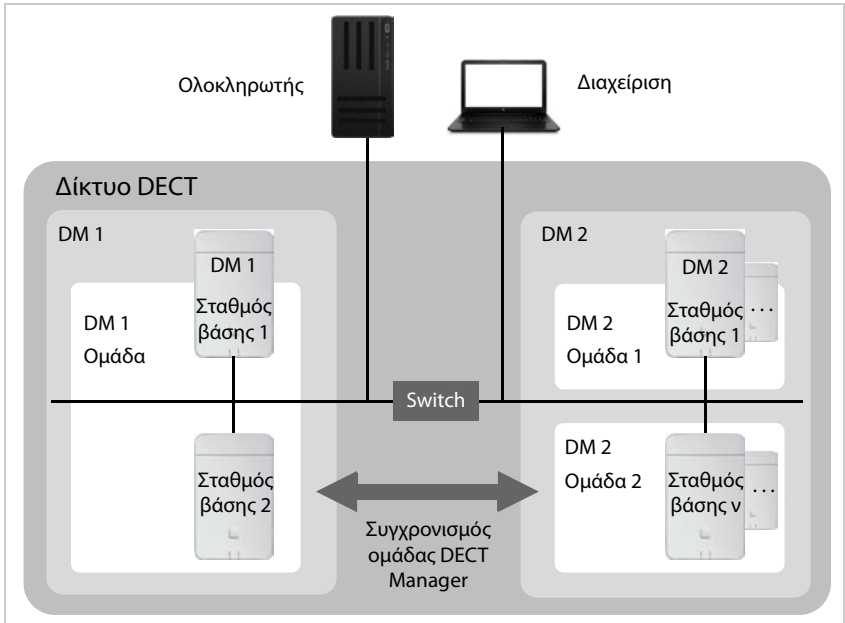 Ολοκληρωτής
Διαχείριση
Δίκτυο DECT
DM 1
DM 1
Σταθμός
βάσης 1
DM 1
Ομάδα
Σταθμός
βάσης 2
Switch
Συγχρονισμός
ομάδας DECT
Manager
DM 2
DM 2
Σταθμός
βάσης 1
...
DM 2
Ομάδα 1
DM 2
Ομάδα 2
Σταθμός
βάσης ν
...